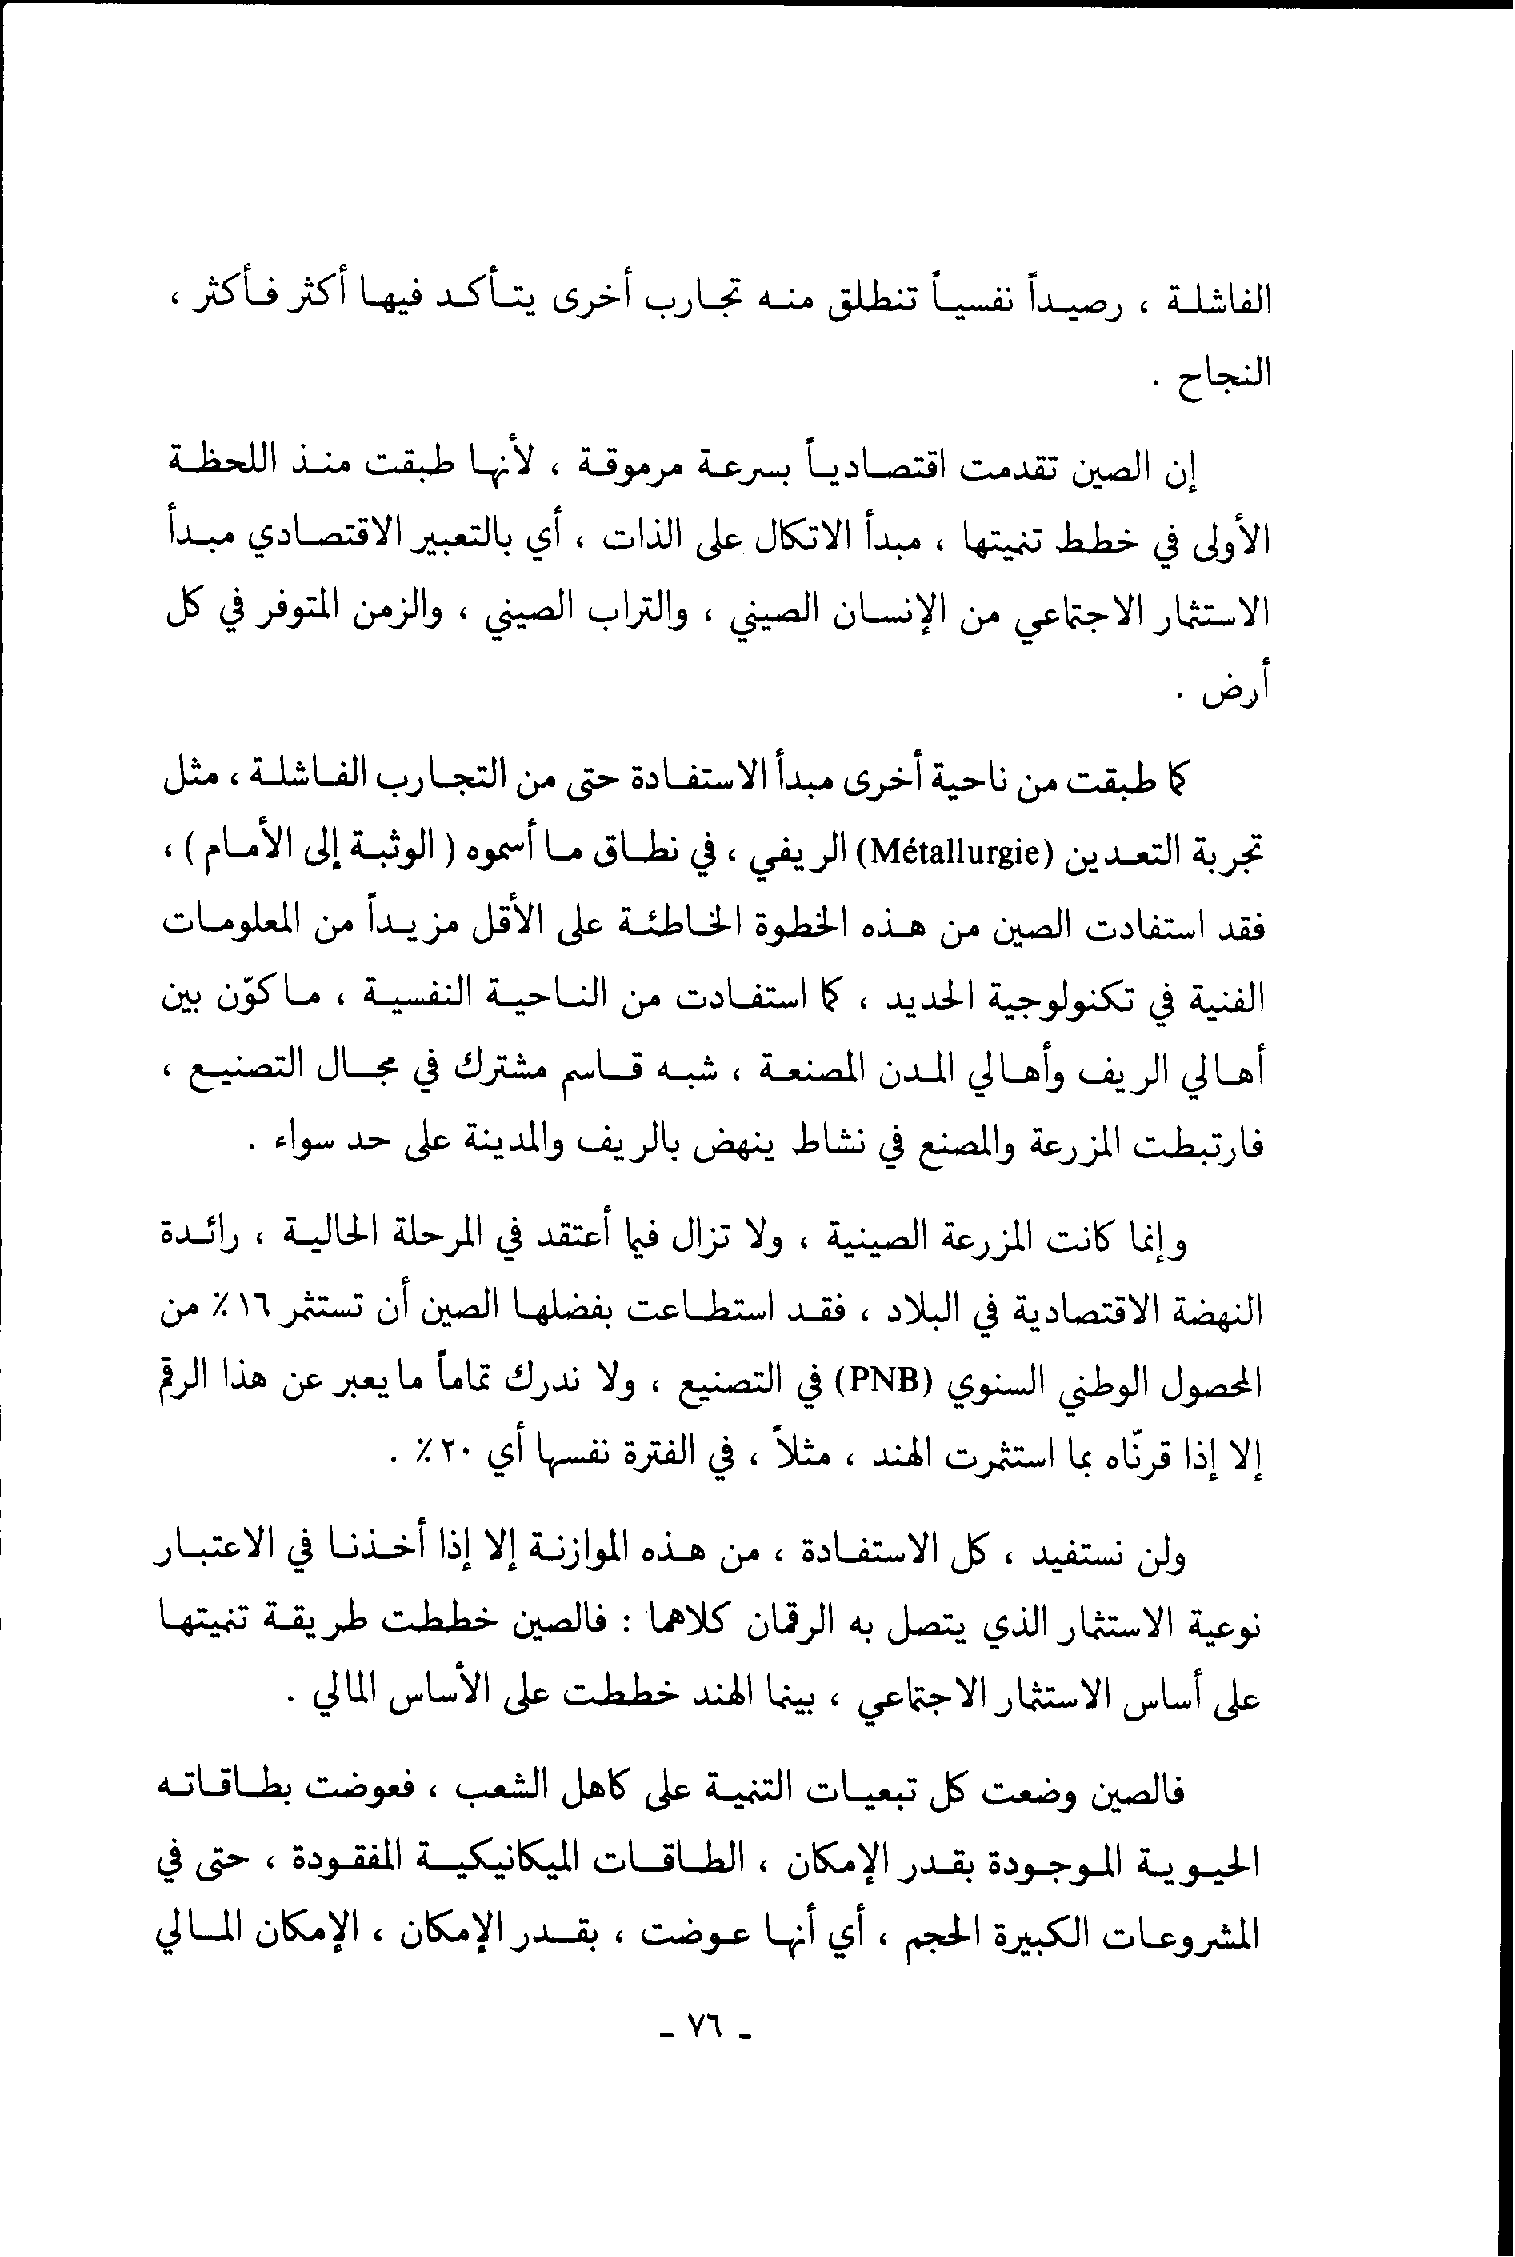 الفاشلة ، رصيداً نفسياً تنطلق منه تجارب أخرى يتأكد فيها أكثر فأكثر ،
النجاح .
إن الصين تقدمت اقتصادياً بسرعة مرموقة ، لأنها طبقت منذ اللحظة
الأولى في خطط تنميتها ، مبدأ الاتكال على الذات ، أي بالتعبير الاقتصادي مبدأ
الاستثمار الاجتماعي من الإنسان الصيني ، والتراب الصيني ، والزمن المتوفر في كل
أرض .
كما طبقت من ناحية أخرى مبدأ الاستفادة حتى من التجارب الفاشلة ، مثل
تجربة التعدين (Métallurgie) الريفي ، في نطاق ما أسموه ( الوثبة إلى الأمام ) ،
فقد استفادت الصين من هذه الخطوة الخاطئة على الأقل مزيداً من المعلومات
الفنية في تكنولوجية الحديد ، كما استفادت من الناحية النفسية ، ما كوّن بين
أهالي الريف وأهالي المدن المصنعة ، شبه قاسم مشترك في مجال التصنيع ،
فارتبطت المزرعة والمصنع في نشاط ينهض بالريف والمدينة على حد سواء .
وإنما كانت المزرعة الصينية ، ولا تزال فيما أعتقد في المرحلة الحالية ، رائدة
النهضة الاقتصادية في البلاد ، فقد استطاعت بفضلها الصين أن تستثمر ١٦ ٪ من
المحصول الوطني السنوي (PNB) في التصنيع ، ولا ندرك تماماً ما يعبر عن هذا الرقم
إلا إذا قرنّاه بما استثمرت الهند ، مثلاً ، في الفترة نفسها أي ٢٠ ٪ .
ولن نستفيد ، كل الاستفادة ، من هذه الموازنة إلا إذا أخذنا في الاعتبار
نوعية الاستثمار الذي يتصل به الرقمان كلاهما : فالصين خططت طريقة تنميتها
على أساس الاستثمار الاجتماعي ، بينما الهند خططت على الأساس المالي .
فالصين وضعت كل تبعيات التنمية على كاهل الشعب ، فعوضت بطاقاته
الحيوية الموجودة بقدر الإمكان ، الطاقات الميكانيكية المفقودة ، حتى في
المشروعات الكبيرة الحجم ، أي أنها عوضت ، بقدر الإمكان ، الإمكان المالي
ـ ٧٦ ـ